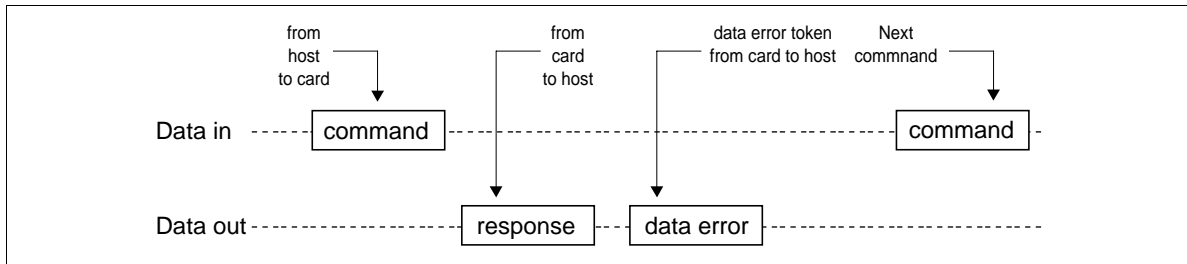 from
host
to card
from
card
to host
data error token
from card to host
Next
commnand
Data in
command
command
Data out
response
data error